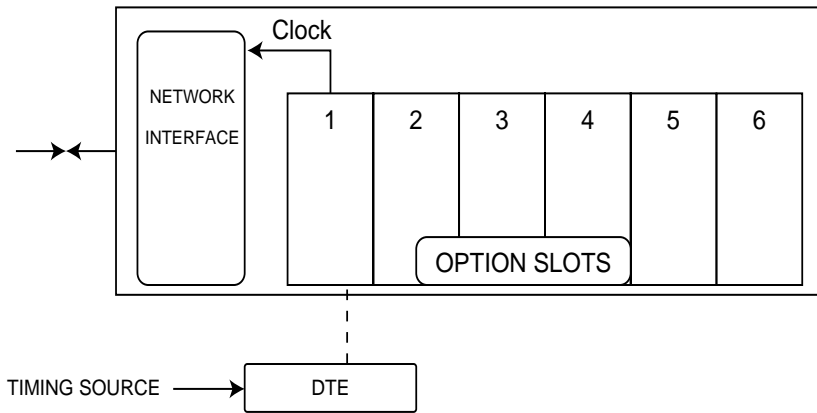 Clock
NETWORK
INTERFACE
1 2 3 4 5 6
OPTION SLOTS
TIMING SOURCE
DTE